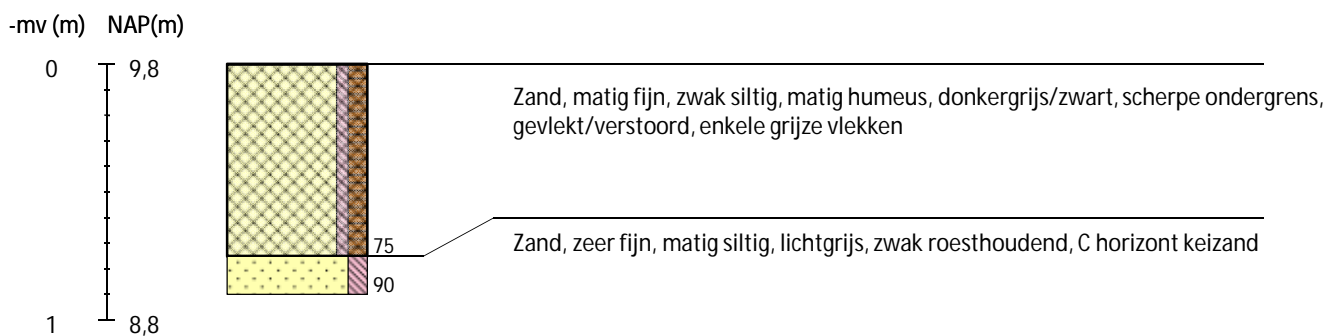 -mv (m) NAP(m)
0 9,8
Zand, matig fijn, zwak siltig, matig humeus, donkergrijs/zwart, scherpe ondergrens,
gevlekt/verstoord, enkele grijze vlekken
75
Zand, zeer fijn, matig siltig, lichtgrijs, zwak roesthoudend, C horizont keizand
90
1 8,8